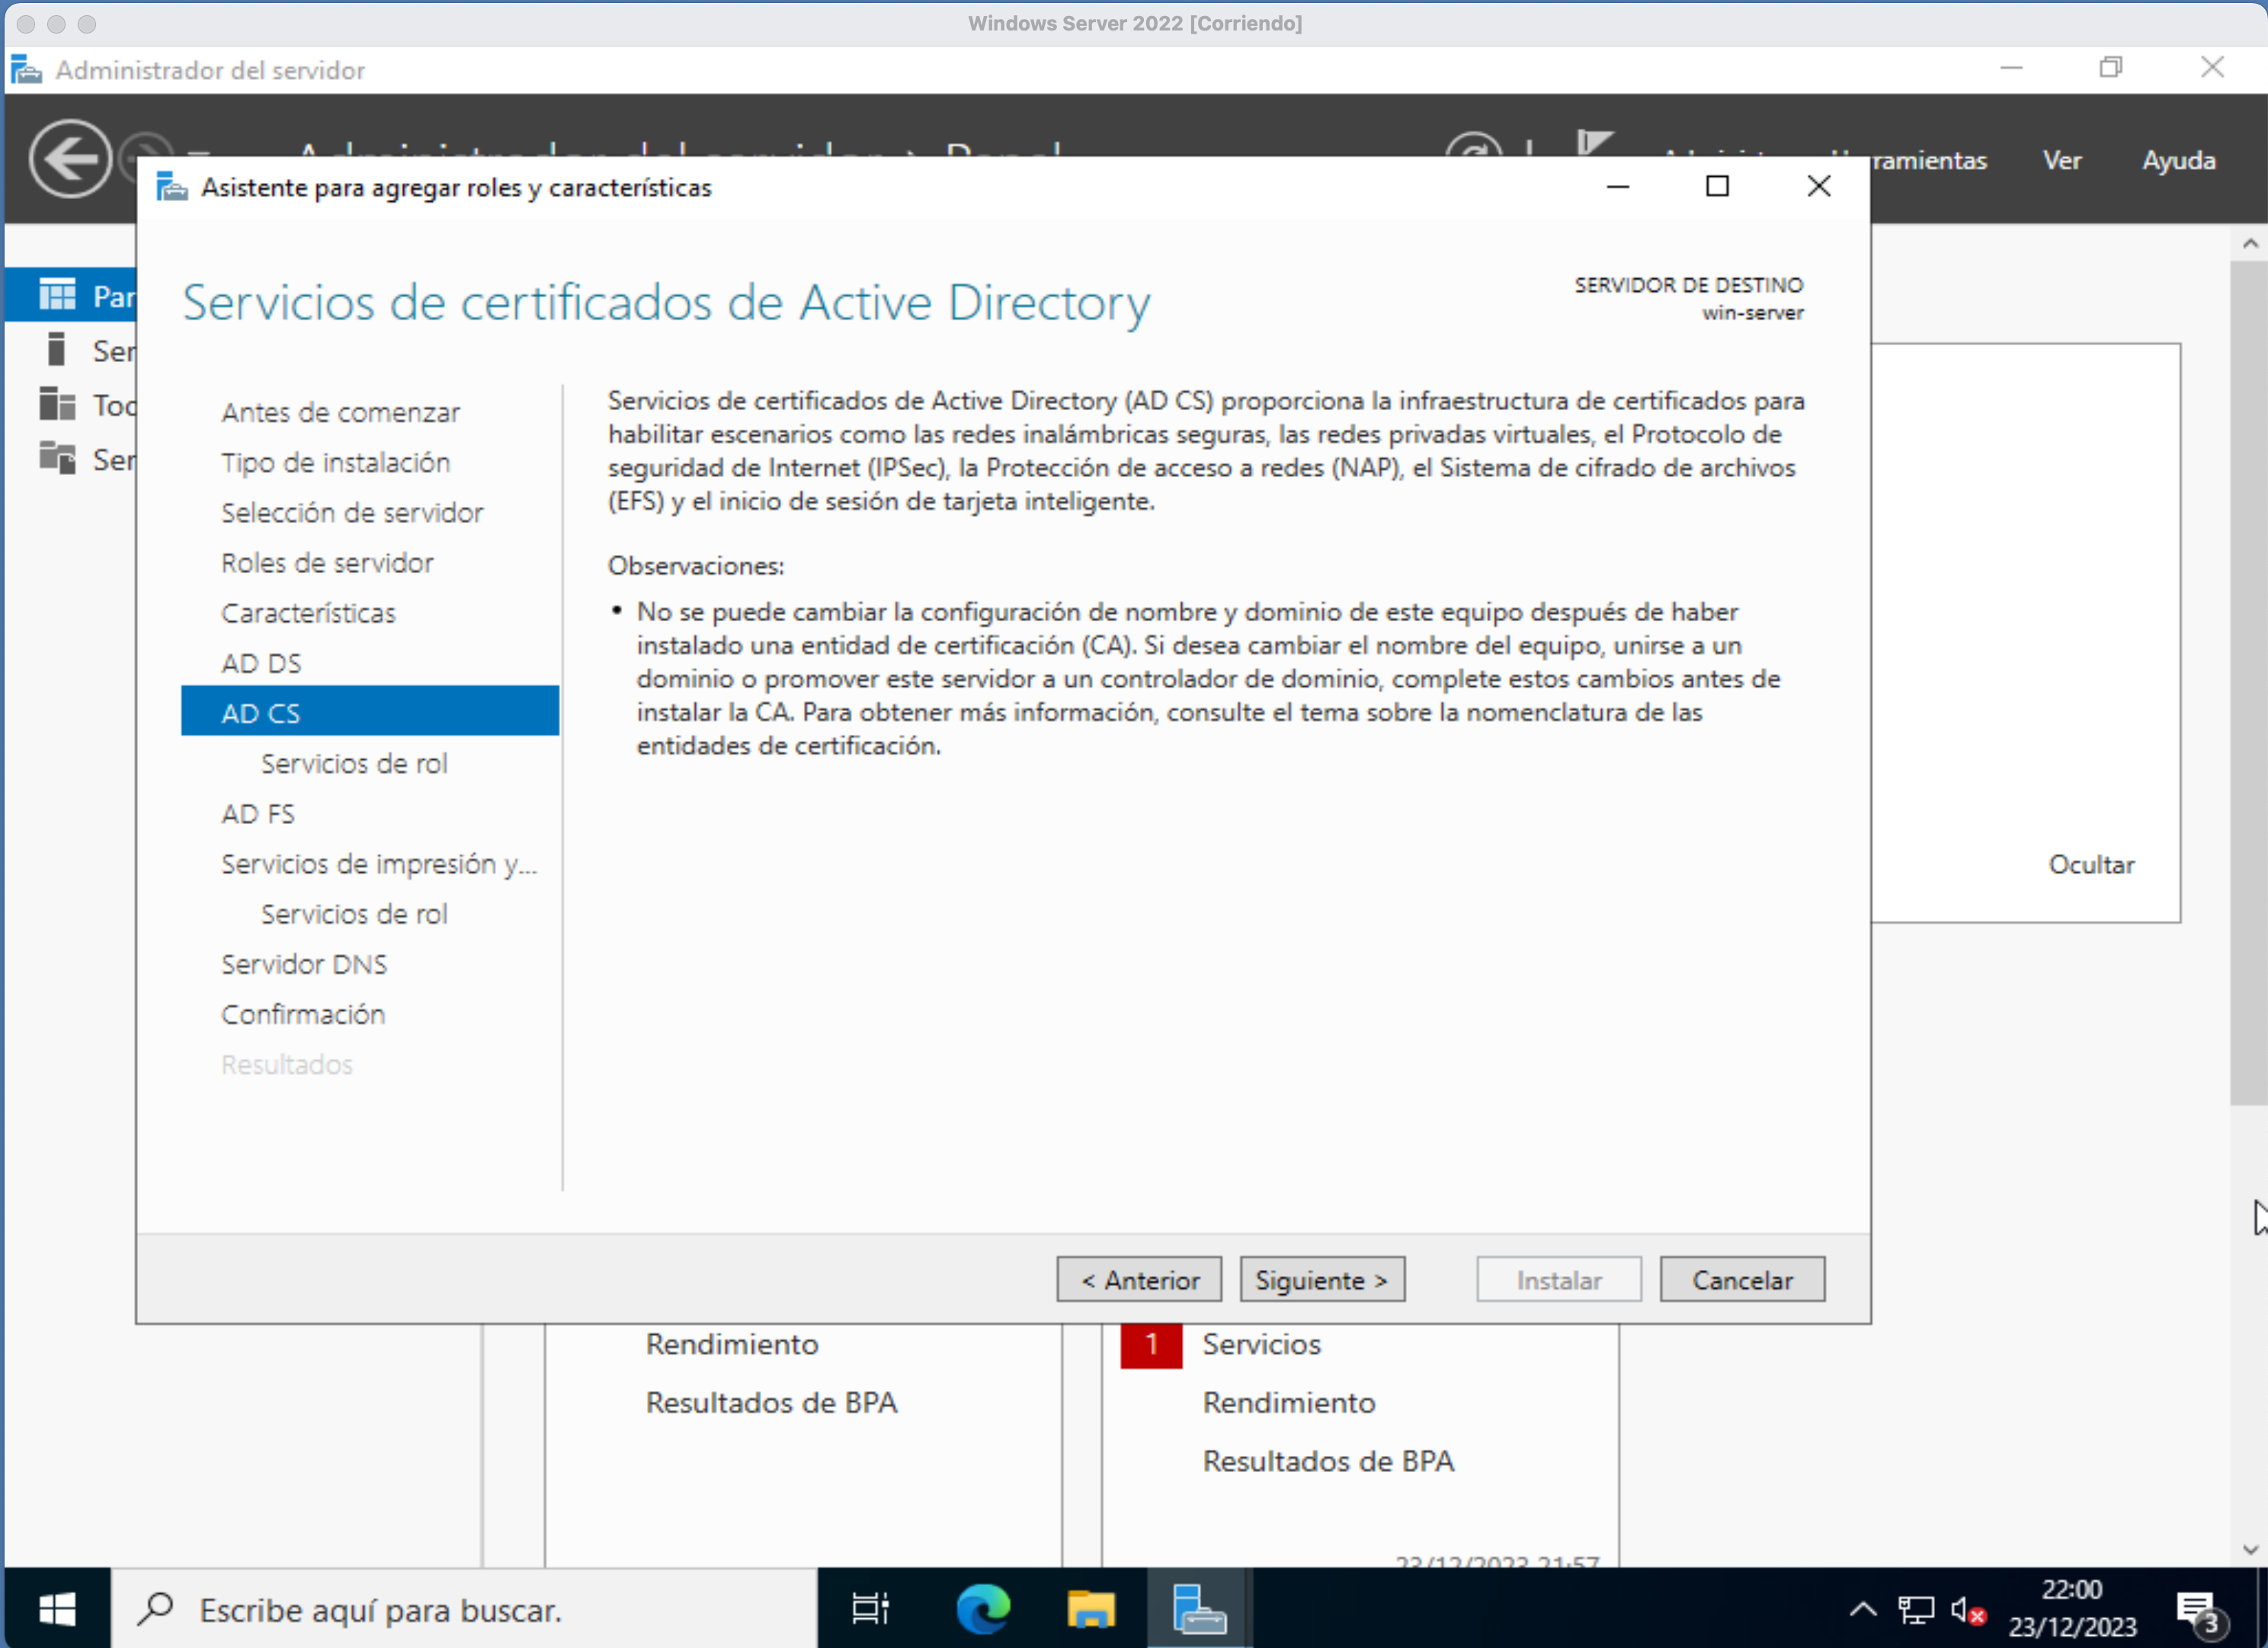 Windows Server 2022 [Corriendo]
Administrador del servidor
Ver
Ayuda
Asistente para agregar roles y características
Servicios de certificados de Active Directory
SERVIDOR DE DESTINO
win-server
Antes de comenzar
Tipo de instalación
Selección de servidor
Roles de servidor
Características
AD DS
AD CS
Servicios de rol
AD FS
Servicios de impresión y...
Servicios de rol
Servidor DNS
Confirmación
Resultados
Servicios de certificados de Active Directory (AD CS) proporciona la infraestructura de certificados para
habilitar escenarios como las redes inalámbricas seguras, las redes privadas virtuales, el Protocolo de
seguridad de Internet (IPSec), la Protección de acceso a redes (NAP), el Sistema de cifrado de archivos
(EFS) y el inicio de sesión de tarjeta inteligente.
Observaciones:
• No se puede cambiar la configuración de nombre y dominio de este equipo después de haber
instalado una entidad de certificación (CA). Si desea cambiar el nombre del equipo, unirse a un
dominio o promover este servidor a un controlador de dominio, complete estos cambios antes de
instalar la CA. Para obtener más información, consulte el tema sobre la nomenclatura de las
entidades de certificación.
Ocultar
< Anterior
Siguiente >
Instalar
Cancelar
Rendimiento
Resultados de BPA
1 Servicios
Rendimiento
Resultados de BPA
23/12/2023 21:57
Escribe aquí para buscar.
22:00
23/12/2023
3